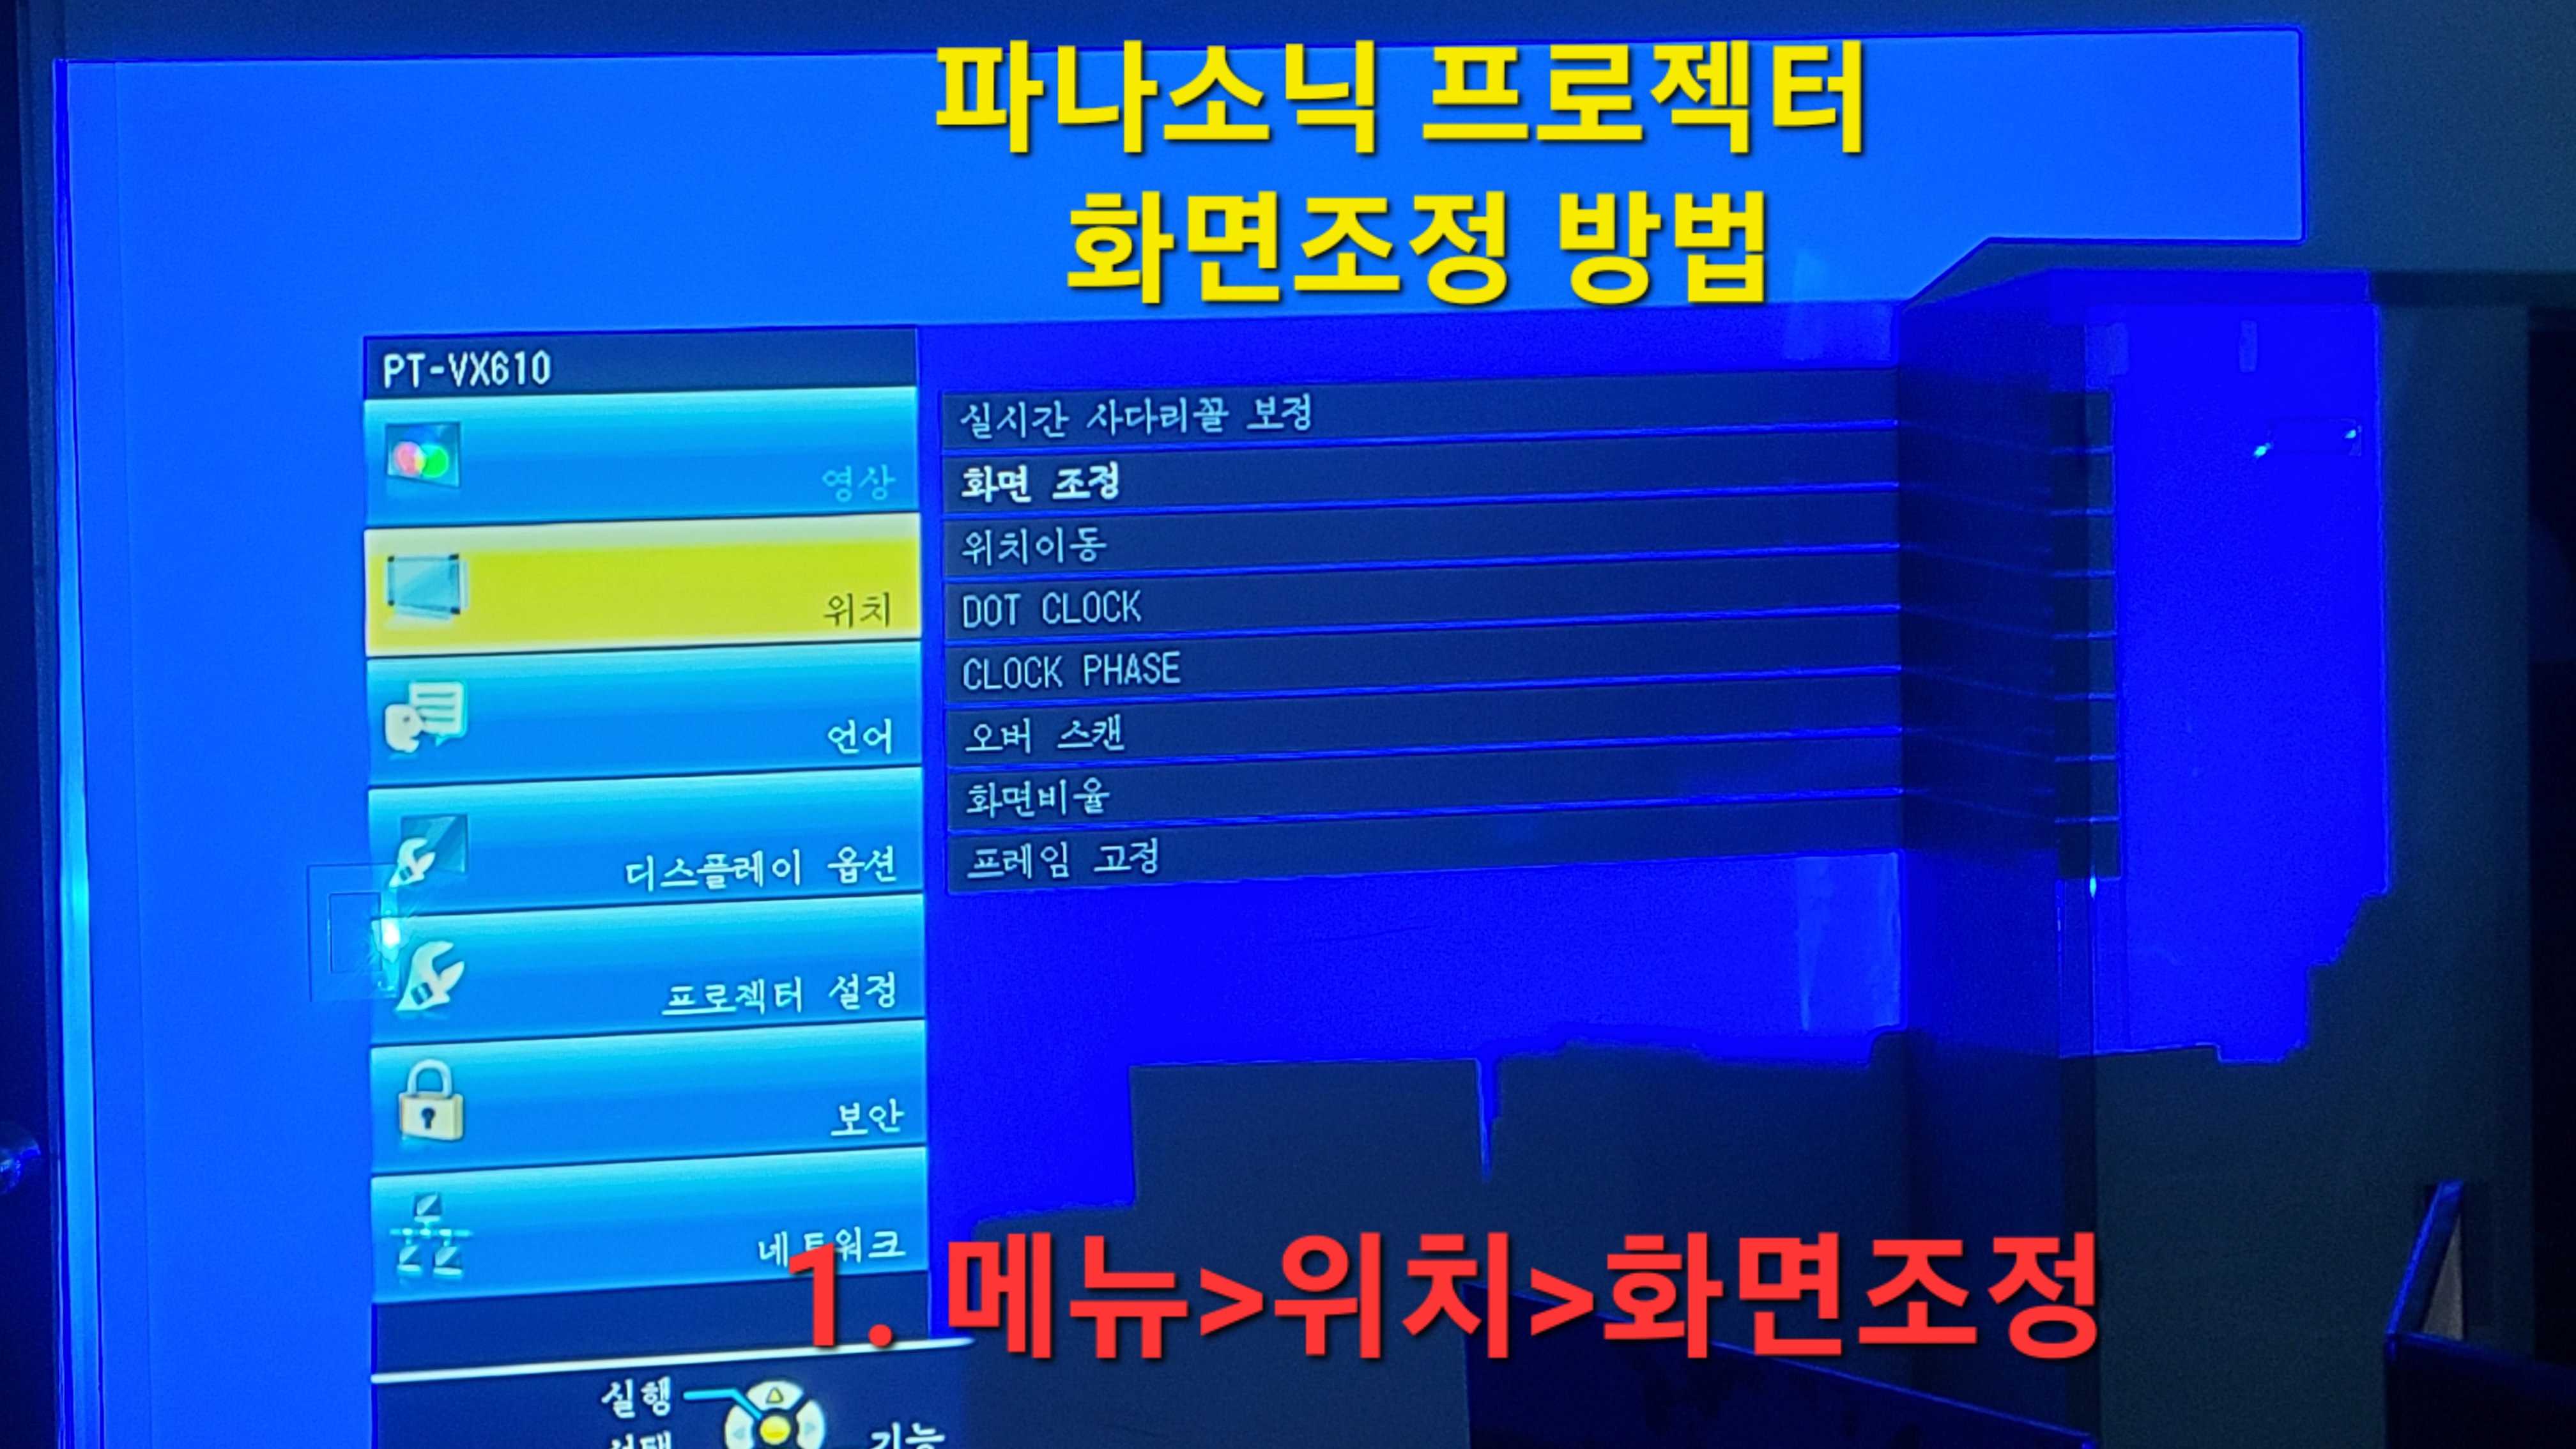 파나소닉 프로젝터
화면조정 방법
PT-VX610
영상
위치
언어
디스플레이 옵션
프로젝터 설정
보안
네트워크
실시간 사다리꼴 보정
화면 조정
위치이동
DOT CLOCK
CLOCK PHASE
오버 스캔
화면비율
프레임 고정
1. 메뉴>위치>화면조정
실행
기능